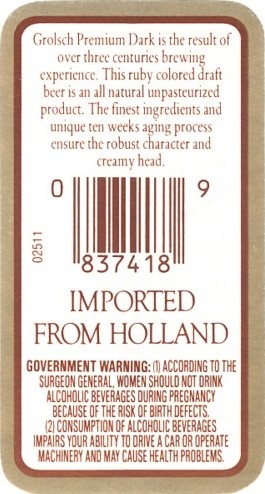 Grolsch Premium Dark is the result of
over three centuries brewing
experience. This ruby colored draft
beer is an all natural unpasteurized
product. The finest ingredients and
unique ten weeks aging process
ensure the robust character and
creamy head.
02511
0 9
837418
IMPORTED
FROM HOLLAND
GOVERNMENT WARNING: (1) ACCORDING TO THE
SURGEON GENERAL, WOMEN SHOULD NOT DRINK
ALCOHOLIC BEVERAGES DURING PREGNANCY
BECAUSE OF THE RISK OF BIRTH DEFECTS.
(2) CONSUMPTION OF ALCOHOLIC BEVERAGES
IMPAIRS YOUR ABILITY TO DRIVE A CAR OR OPERATE
MACHINERY AND MAY CAUSE HEALTH PROBLEMS.